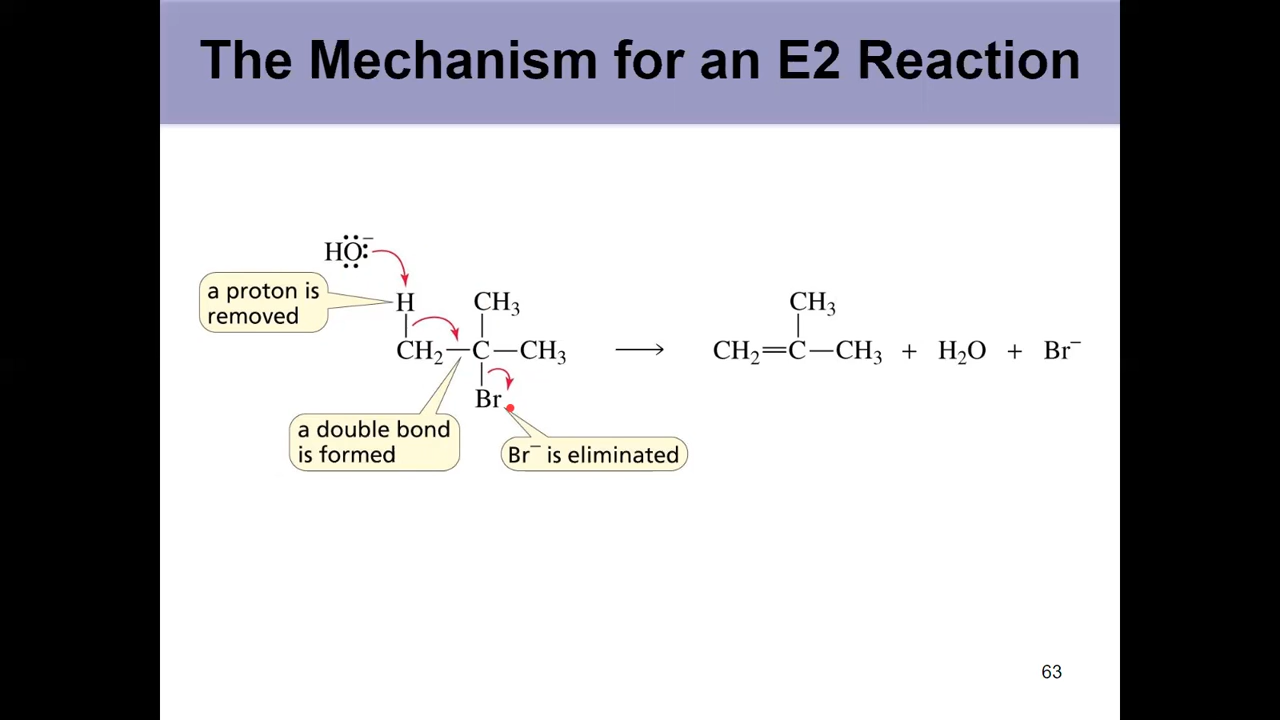 The Mechanism for an E2 Reaction
HÖ:⁻
a proton is
removed
H CH₃ CH₃
CH₂—C—CH₃ ⟶ CH₂=C—CH₃ + H₂O + Br⁻
Br
a double bond
is formed
Br⁻ is eliminated
63